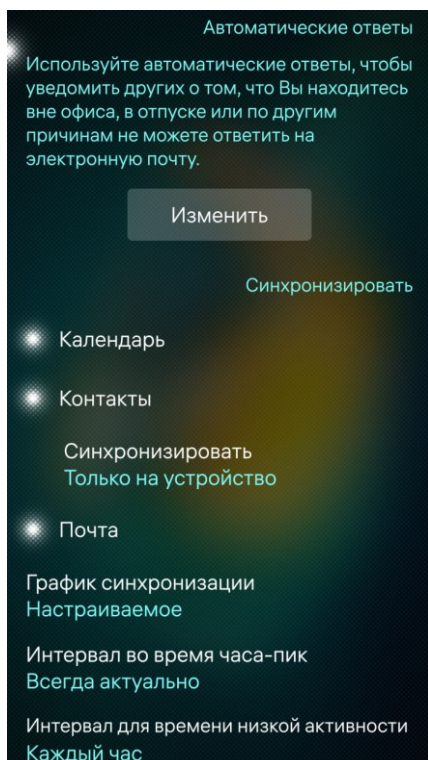 Автоматические ответы
Используйте автоматические ответы, чтобы
уведомить других о том, что Вы находитесь
вне офиса, в отпуске или по другим
причинам не можете ответить на
электронную почту.
Изменить
Синхронизировать
Календарь
Контакты
Синхронизировать
Только на устройство
Почта
График синхронизации
Настраиваемое
Интервал во время часа-пик
Всегда актуально
Интервал для времени низкой активности
Каждый час